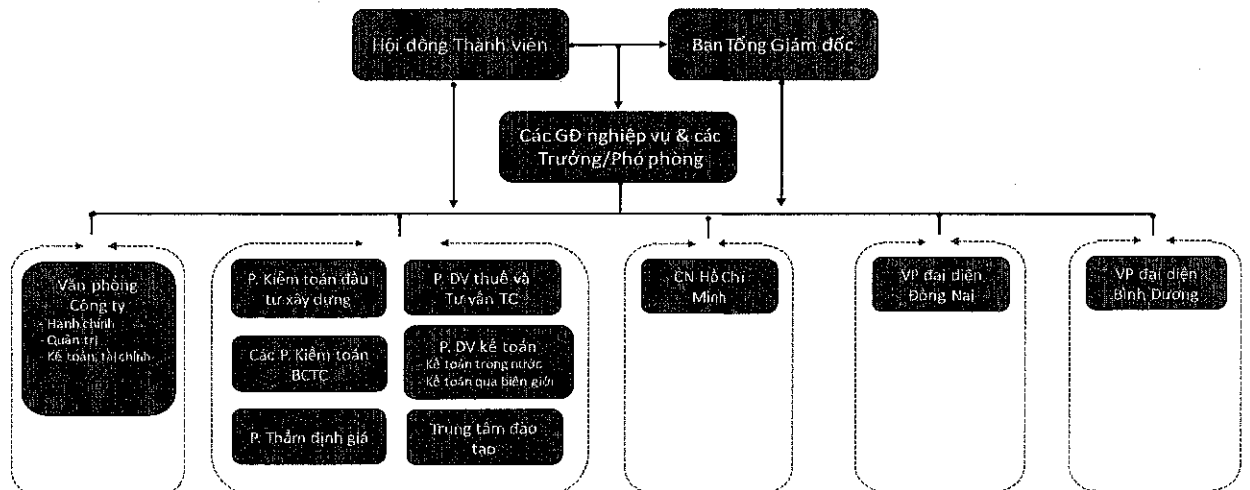 Hội đồng Thành Viên
Ban Tổng Giám đốc
Các GĐ nghiệp vụ & các
Trưởng/Phó phòng
Văn phòng
Công ty
- Hành chính
- Quản trị
- Kế toán, tài chính
P. Kiểm toán đầu
tư xây dựng
P. DV thuế và
Tư vấn TC
Các P. Kiểm toán
BCTC
P. DV kế toán
- Kế toán trong nước
- Kế toán qua biên giới
P. Thẩm định giá
Trung tâm đào
tạo
CN Hồ Chí
Minh
VP đại diện
Đồng Nai
VP đại diện
Bình Dương